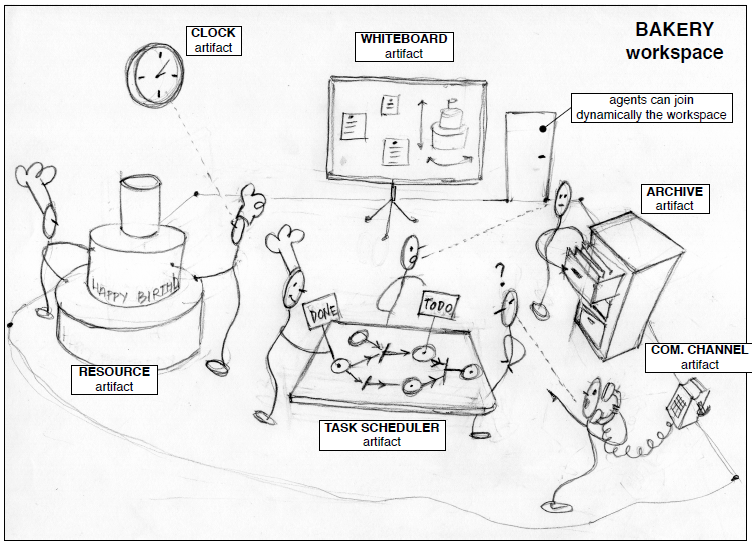 BAKERY
workspace
CLOCK
artifact
WHITEBOARD
artifact
agents can join
dynamically the workspace
ARCHIVE
artifact
HAPPY BIRTHD
?
DONE
TODO
RESOURCE
artifact
COM. CHANNEL
artifact
TASK SCHEDULER
artifact